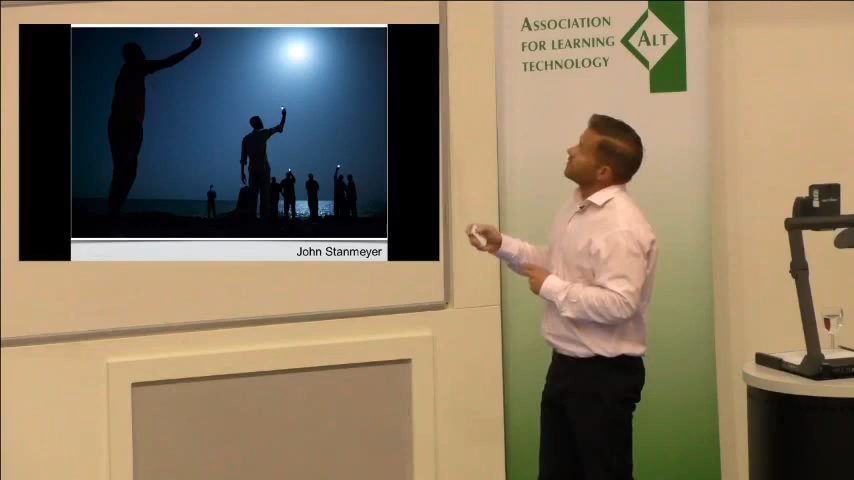 John Stanmeyer
ASSOCIATION
FOR LEARNING
TECHNOLOGY
ALT